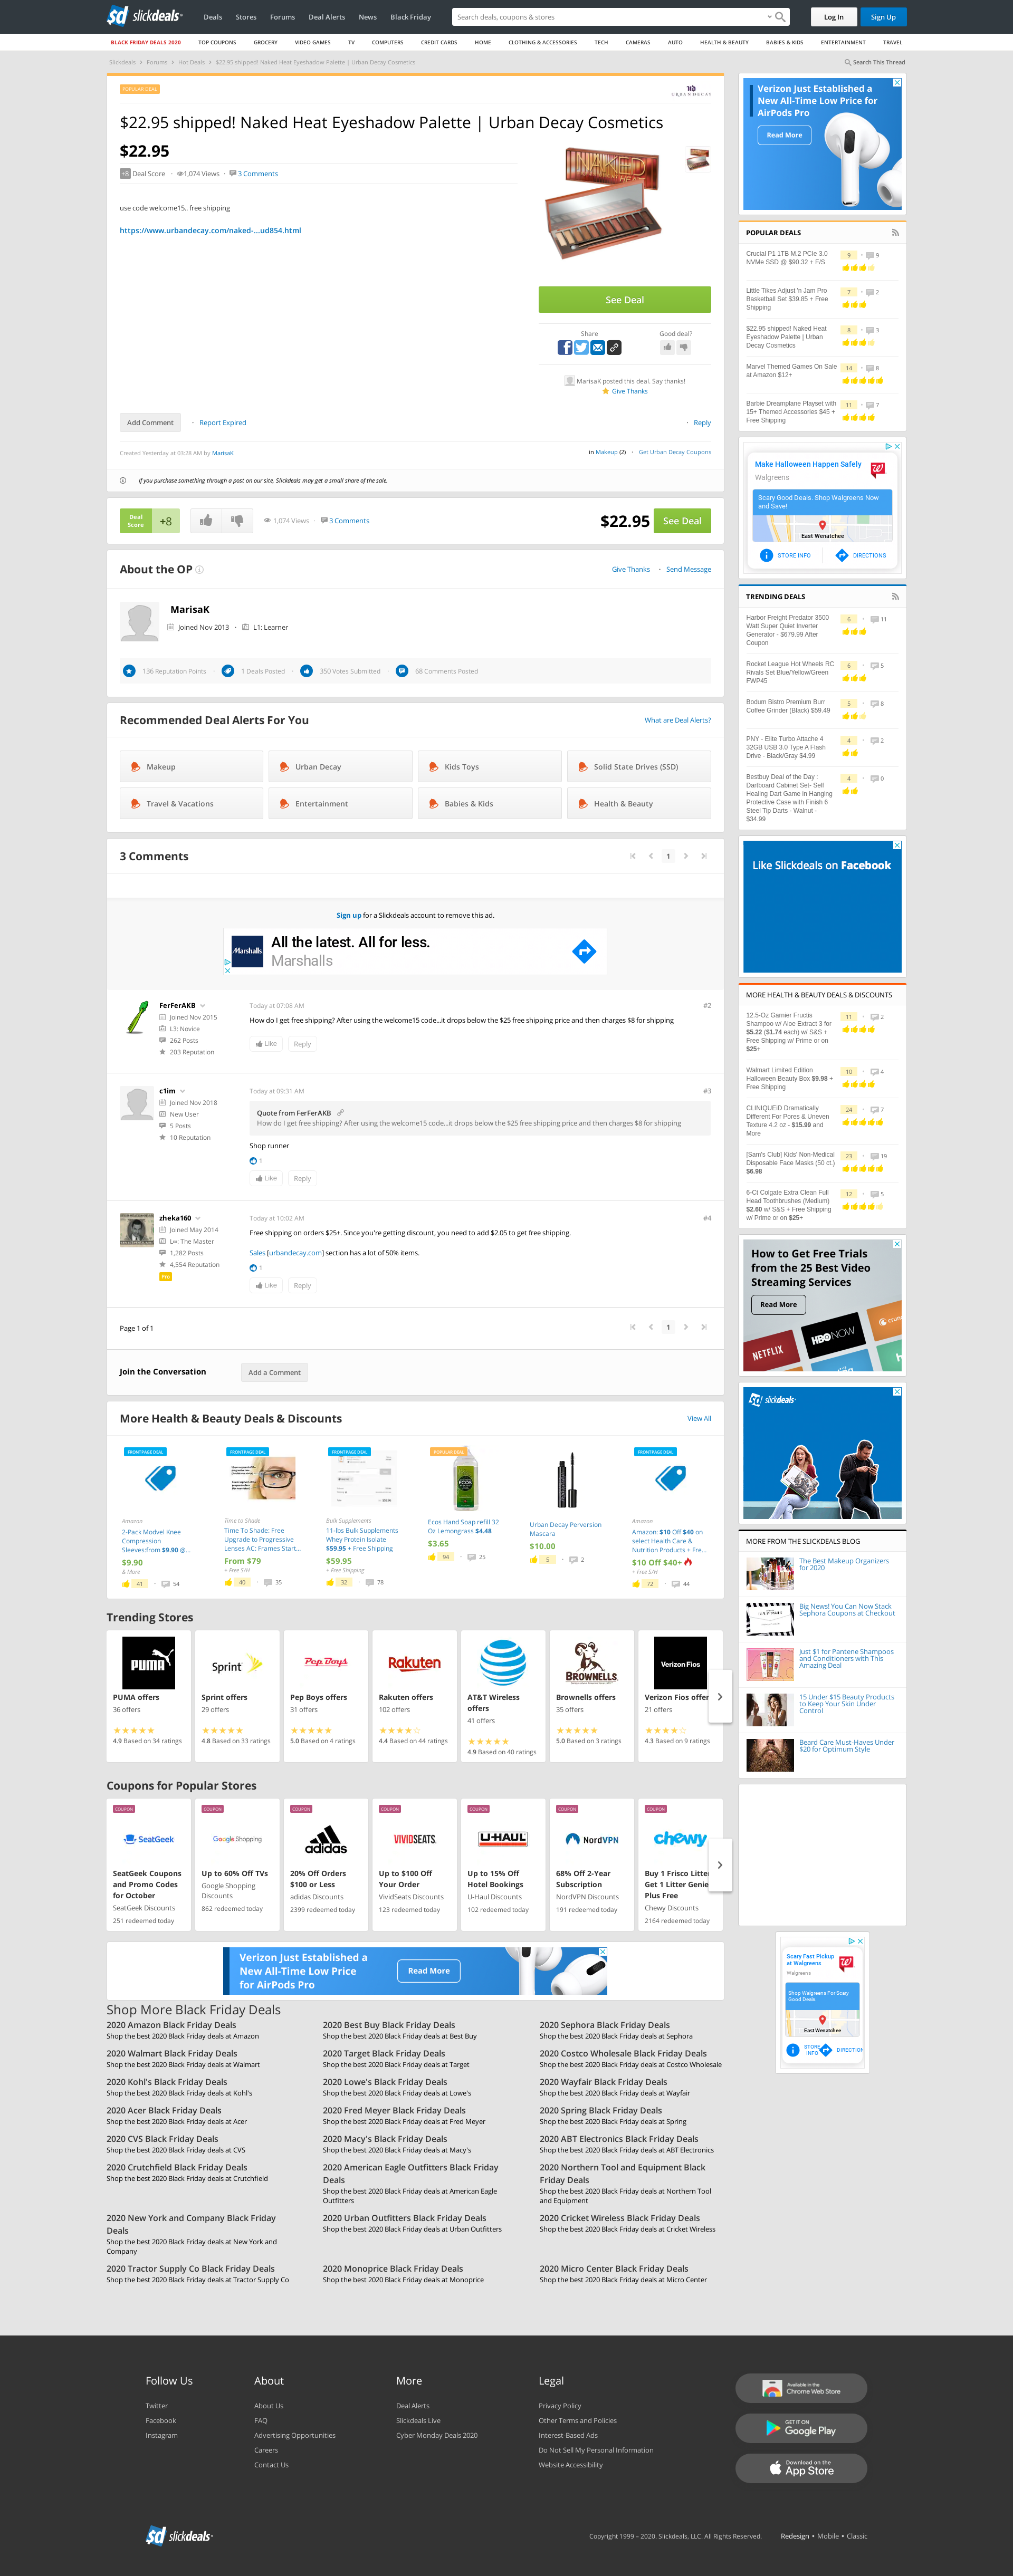 slickdeals
Deals
Stores
Forums
Deal Alerts
News
Black Friday
Search deals, coupons & stores
Log In
Sign Up
BLACK FRIDAY DEALS 2020
TOP COUPONS
GROCERY
VIDEO GAMES
TV
COMPUTERS
CREDIT CARDS
HOME
CLOTHING & ACCESSORIES
TECH
CAMERAS
AUTO
HEALTH & BEAUTY
BABIES & KIDS
ENTERTAINMENT
TRAVEL
Slickdeals > Forums > Hot Deals > $22.95 shipped! Naked Heat Eyeshadow Palette | Urban Decay Cosmetics
Search This Thread
POPULAR DEAL
UD
URBAN DECAY
$22.95 shipped! Naked Heat Eyeshadow Palette | Urban Decay Cosmetics
$22.95
+8 Deal Score · 1,074 Views · 3 Comments
use code welcome15.. free shipping
https://www.urbandecay.com/naked-...ud854.html
NAKED
See Deal
Share
Good deal?
MarisaK posted this deal. Say thanks!
Give Thanks
Add Comment
Report Expired
Reply
Created Yesterday at 03:28 AM by MarisaK
in Makeup (2) · Get Urban Decay Coupons
If you purchase something through a post on our site, Slickdeals may get a small share of the sale.
Deal Score
+8
1,074 Views · 3 Comments
$22.95
See Deal
About the OP
Give Thanks · Send Message
MarisaK
Joined Nov 2013 · L1: Learner
136 Reputation Points · 1 Deals Posted · 350 Votes Submitted · 68 Comments Posted
Recommended Deal Alerts For You
What are Deal Alerts?
Makeup
Urban Decay
Kids Toys
Solid State Drives (SSD)
Travel & Vacations
Entertainment
Babies & Kids
Health & Beauty
3 Comments
1
Sign up for a Slickdeals account to remove this ad.
Marshalls
All the latest. All for less.
Marshalls
FerFerAKB
Joined Nov 2015
L3: Novice
262 Posts
203 Reputation
Today at 07:08 AM
#2
How do I get free shipping? After using the welcome15 code...it drops below the $25 free shipping price and then charges $8 for shipping
Like
Reply
c1im
Joined Nov 2018
New User
5 Posts
10 Reputation
Today at 09:31 AM
#3
Quote from FerFerAKB
How do I get free shipping? After using the welcome15 code...it drops below the $25 free shipping price and then charges $8 for shipping
Shop runner
1
Like
Reply
zheka160
Joined May 2014
L∞: The Master
1,282 Posts
4,554 Reputation
Pro
Today at 10:02 AM
#4
Free shipping on orders $25+. Since you're getting discount, you need to add $2.05 to get free shipping.
Sales [urbandecay.com] section has a lot of 50% items.
1
Like
Reply
Page 1 of 1
1
Join the Conversation
Add a Comment
More Health & Beauty Deals & Discounts
View All
FRONTPAGE DEAL
Amazon
2-Pack Modvel Knee Compression Sleeves:from $9.90 @...
$9.90
& More
41 · 54
FRONTPAGE DEAL
Time to Shade
Time To Shade: Free Upgrade to Progressive Lenses AC: Frames Start...
From $79
+ Free S/H
40 · 35
FRONTPAGE DEAL
Bulk Supplements
11-lbs Bulk Supplements Whey Protein Isolate $59.95 + Free Shipping
$59.95
+ Free Shipping
32 · 78
POPULAR DEAL
ECOS
Ecos Hand Soap refill 32 Oz Lemongrass $4.48
$3.65
94 · 25
Urban Decay Perversion Mascara
$10.00
5 · 2
FRONTPAGE DEAL
Amazon
Amazon: $10 Off $40 on select Health Care & Nutrition Products + Fre...
$10 Off $40+
+ Free S/H
72 · 44
Trending Stores
PUMA
PUMA offers
36 offers
4.9 Based on 34 ratings
Sprint
Sprint offers
29 offers
4.8 Based on 33 ratings
Pep Boys
Pep Boys offers
31 offers
5.0 Based on 4 ratings
Rakuten
Rakuten offers
102 offers
4.4 Based on 44 ratings
AT&T Wireless offers
41 offers
4.9 Based on 40 ratings
BROWNELLS
Brownells offers
35 offers
5.0 Based on 3 ratings
Verizon Fios
Verizon Fios offers
21 offers
4.3 Based on 9 ratings
Coupons for Popular Stores
COUPON
SeatGeek
SeatGeek Coupons and Promo Codes for October
SeatGeek Discounts
251 redeemed today
COUPON
Google Shopping
Up to 60% Off TVs
Google Shopping Discounts
862 redeemed today
COUPON
adidas
20% Off Orders $100 or Less
adidas Discounts
2399 redeemed today
COUPON
VIVIDSEATS
Up to $100 Off Your Order
VividSeats Discounts
123 redeemed today
COUPON
U-HAUL
Up to 15% Off Hotel Bookings
U-Haul Discounts
102 redeemed today
COUPON
NordVPN
68% Off 2-Year Subscription
NordVPN Discounts
191 redeemed today
COUPON
chewy
Buy 1 Frisco Litter Get 1 Litter Genie Plus Free
Chewy Discounts
2164 redeemed today
Verizon Just Established a
New All-Time Low Price
for AirPods Pro
Read More
Shop More Black Friday Deals
2020 Amazon Black Friday Deals
Shop the best 2020 Black Friday deals at Amazon
2020 Best Buy Black Friday Deals
Shop the best 2020 Black Friday deals at Best Buy
2020 Sephora Black Friday Deals
Shop the best 2020 Black Friday deals at Sephora
2020 Walmart Black Friday Deals
Shop the best 2020 Black Friday deals at Walmart
2020 Target Black Friday Deals
Shop the best 2020 Black Friday deals at Target
2020 Costco Wholesale Black Friday Deals
Shop the best 2020 Black Friday deals at Costco Wholesale
2020 Kohl's Black Friday Deals
Shop the best 2020 Black Friday deals at Kohl's
2020 Lowe's Black Friday Deals
Shop the best 2020 Black Friday deals at Lowe's
2020 Wayfair Black Friday Deals
Shop the best 2020 Black Friday deals at Wayfair
2020 Acer Black Friday Deals
Shop the best 2020 Black Friday deals at Acer
2020 Fred Meyer Black Friday Deals
Shop the best 2020 Black Friday deals at Fred Meyer
2020 Spring Black Friday Deals
Shop the best 2020 Black Friday deals at Spring
2020 CVS Black Friday Deals
Shop the best 2020 Black Friday deals at CVS
2020 Macy's Black Friday Deals
Shop the best 2020 Black Friday deals at Macy's
2020 ABT Electronics Black Friday Deals
Shop the best 2020 Black Friday deals at ABT Electronics
2020 Crutchfield Black Friday Deals
Shop the best 2020 Black Friday deals at Crutchfield
2020 American Eagle Outfitters Black Friday Deals
Shop the best 2020 Black Friday deals at American Eagle Outfitters
2020 Northern Tool and Equipment Black Friday Deals
Shop the best 2020 Black Friday deals at Northern Tool and Equipment
2020 New York and Company Black Friday Deals
Shop the best 2020 Black Friday deals at New York and Company
2020 Urban Outfitters Black Friday Deals
Shop the best 2020 Black Friday deals at Urban Outfitters
2020 Cricket Wireless Black Friday Deals
Shop the best 2020 Black Friday deals at Cricket Wireless
2020 Tractor Supply Co Black Friday Deals
Shop the best 2020 Black Friday deals at Tractor Supply Co
2020 Monoprice Black Friday Deals
Shop the best 2020 Black Friday deals at Monoprice
2020 Micro Center Black Friday Deals
Shop the best 2020 Black Friday deals at Micro Center
Verizon Just Established a
New All-Time Low Price for
AirPods Pro
Read More
POPULAR DEALS
Crucial P1 1TB M.2 PCIe 3.0 NVMe SSD @ $90.32 + F/S
9 · 9
Little Tikes Adjust 'n Jam Pro Basketball Set $39.85 + Free Shipping
7 · 2
$22.95 shipped! Naked Heat Eyeshadow Palette | Urban Decay Cosmetics
8 · 3
Marvel Themed Games On Sale at Amazon $12+
14 · 8
Barbie Dreamplane Playset with 15+ Themed Accessories $45 + Free Shipping
11 · 7
Make Halloween Happen Safely
Walgreens
Scary Good Deals. Shop Walgreens Now and Save!
East Wenatchee
STORE INFO
DIRECTIONS
TRENDING DEALS
Harbor Freight Predator 3500 Watt Super Quiet Inverter Generator - $679.99 After Coupon
6 · 11
Rocket League Hot Wheels RC Rivals Set Blue/Yellow/Green FWP45
6 · 5
Bodum Bistro Premium Burr Coffee Grinder (Black) $59.49
5 · 8
PNY - Elite Turbo Attache 4 32GB USB 3.0 Type A Flash Drive - Black/Gray $4.99
4 · 2
Bestbuy Deal of the Day : Dartboard Cabinet Set- Self Healing Dart Game in Hanging Protective Case with Finish 6 Steel Tip Darts - Walnut - $34.99
4 · 0
Like Slickdeals on Facebook
MORE HEALTH & BEAUTY DEALS & DISCOUNTS
12.5-Oz Garnier Fructis Shampoo w/ Aloe Extract 3 for $5.22 ($1.74 each) w/ S&S + Free Shipping w/ Prime or on $25+
11 · 2
Walmart Limited Edition Halloween Beauty Box $9.98 + Free Shipping
10 · 4
CLINIQUEiD Dramatically Different For Pores & Uneven Texture 4.2 oz - $15.99 and More
24 · 7
[Sam's Club] Kids' Non-Medical Disposable Face Masks (50 ct.) $6.98
23 · 19
6-Ct Colgate Extra Clean Full Head Toothbrushes (Medium) $2.60 w/ S&S + Free Shipping w/ Prime or on $25+
12 · 5
How to Get Free Trials
from the 25 Best Video
Streaming Services
Read More
NETFLIX
HBO NOW
slickdeals
MORE FROM THE SLICKDEALS BLOG
The Best Makeup Organizers for 2020
Big News! You Can Now Stack Sephora Coupons at Checkout
Just $1 for Pantene Shampoos and Conditioners with This Amazing Deal
15 Under $15 Beauty Products to Keep Your Skin Under Control
Beard Care Must-Haves Under $20 for Optimum Style
Scary Fast Pickup at Walgreens
Walgreens
Shop Walgreens For Scary Good Deals.
East Wenatchee
STORE INFO
DIRECTION
Follow Us
Twitter
Facebook
Instagram
About
About Us
FAQ
Advertising Opportunities
Careers
Contact Us
More
Deal Alerts
Slickdeals Live
Cyber Monday Deals 2020
Legal
Privacy Policy
Other Terms and Policies
Interest-Based Ads
Do Not Sell My Personal Information
Website Accessibility
Available in the
Chrome Web Store
GET IT ON
Google Play
Download on the
App Store
slickdeals
Copyright 1999 – 2020. Slickdeals, LLC. All Rights Reserved.
Redesign • Mobile • Classic